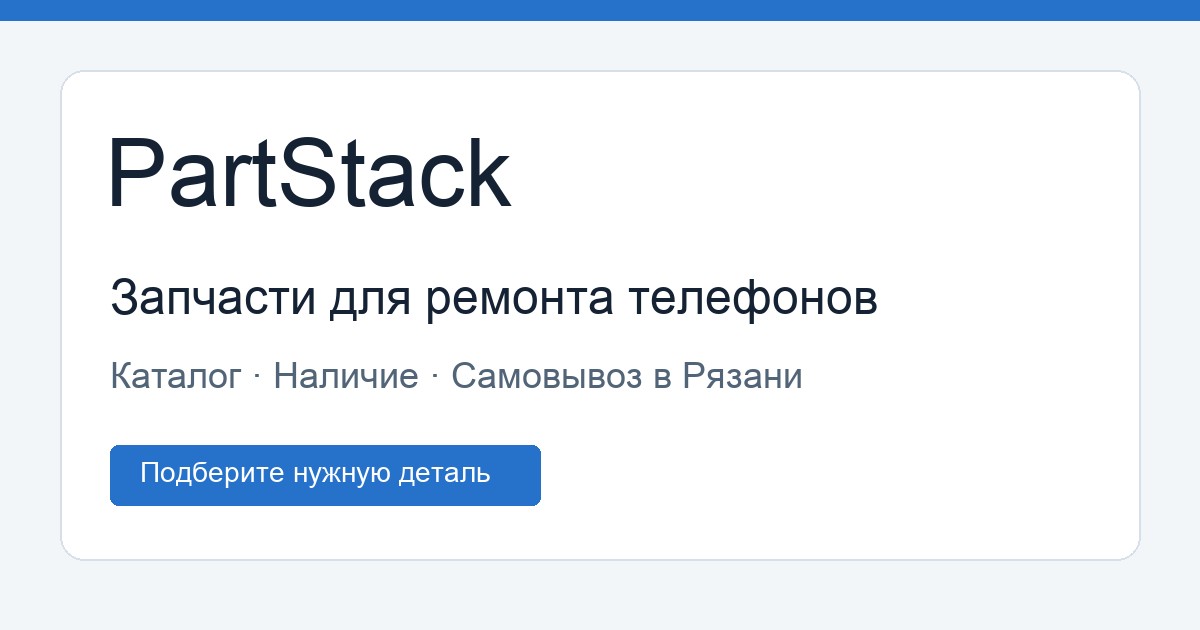 PartStack
Запчасти для ремонта телефонов
Каталог · Наличие · Самовывоз в Рязани
Подберите нужную деталь